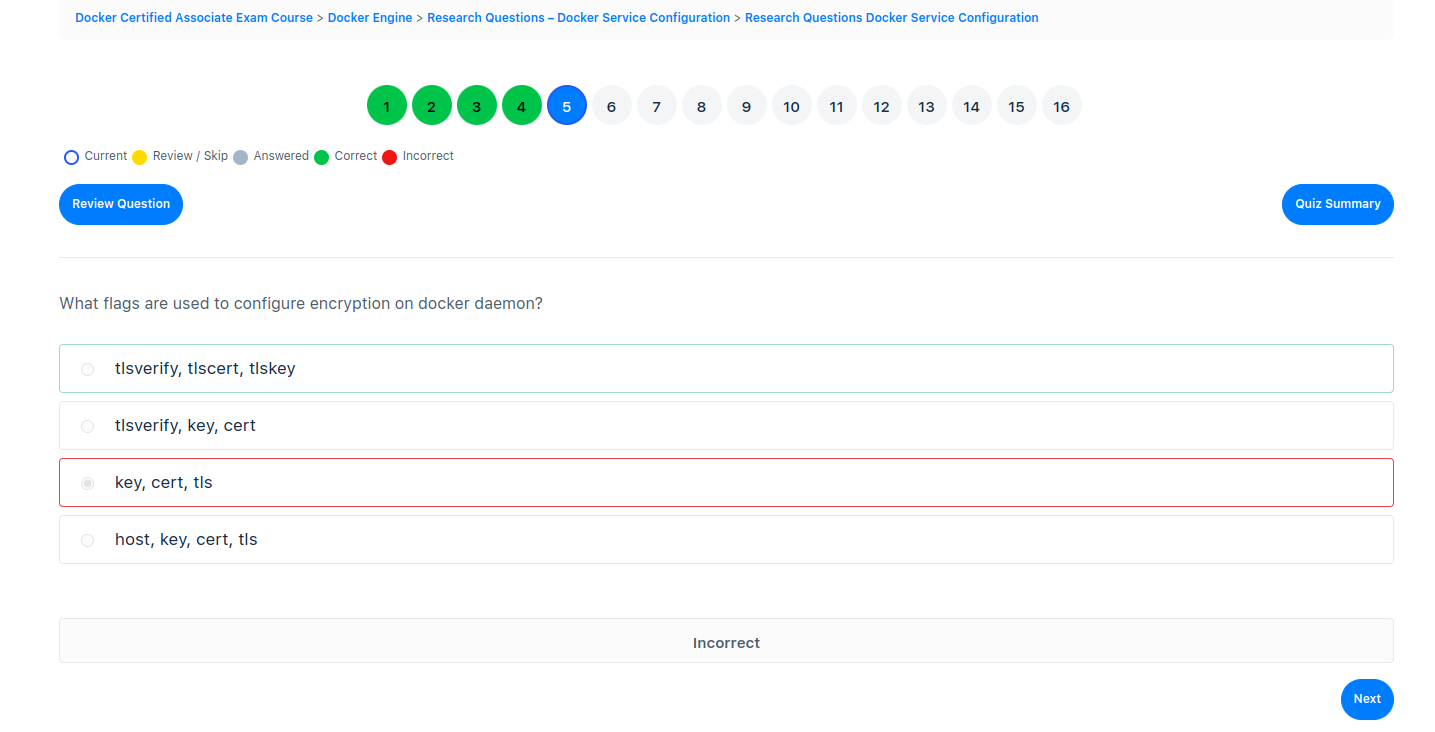 Docker Certified Associate Exam Course > Docker Engine > Research Questions – Docker Service Configuration > Research Questions Docker Service Configuration
1 2 3 4 5 6 7 8 9 10 11 12 13 14 15 16
Current Review / Skip Answered Correct Incorrect
Review Question Quiz Summary
What flags are used to configure encryption on docker daemon?
tlsverify, tlscert, tlskey
tlsverify, key, cert
key, cert, tls
host, key, cert, tls
Incorrect
Next